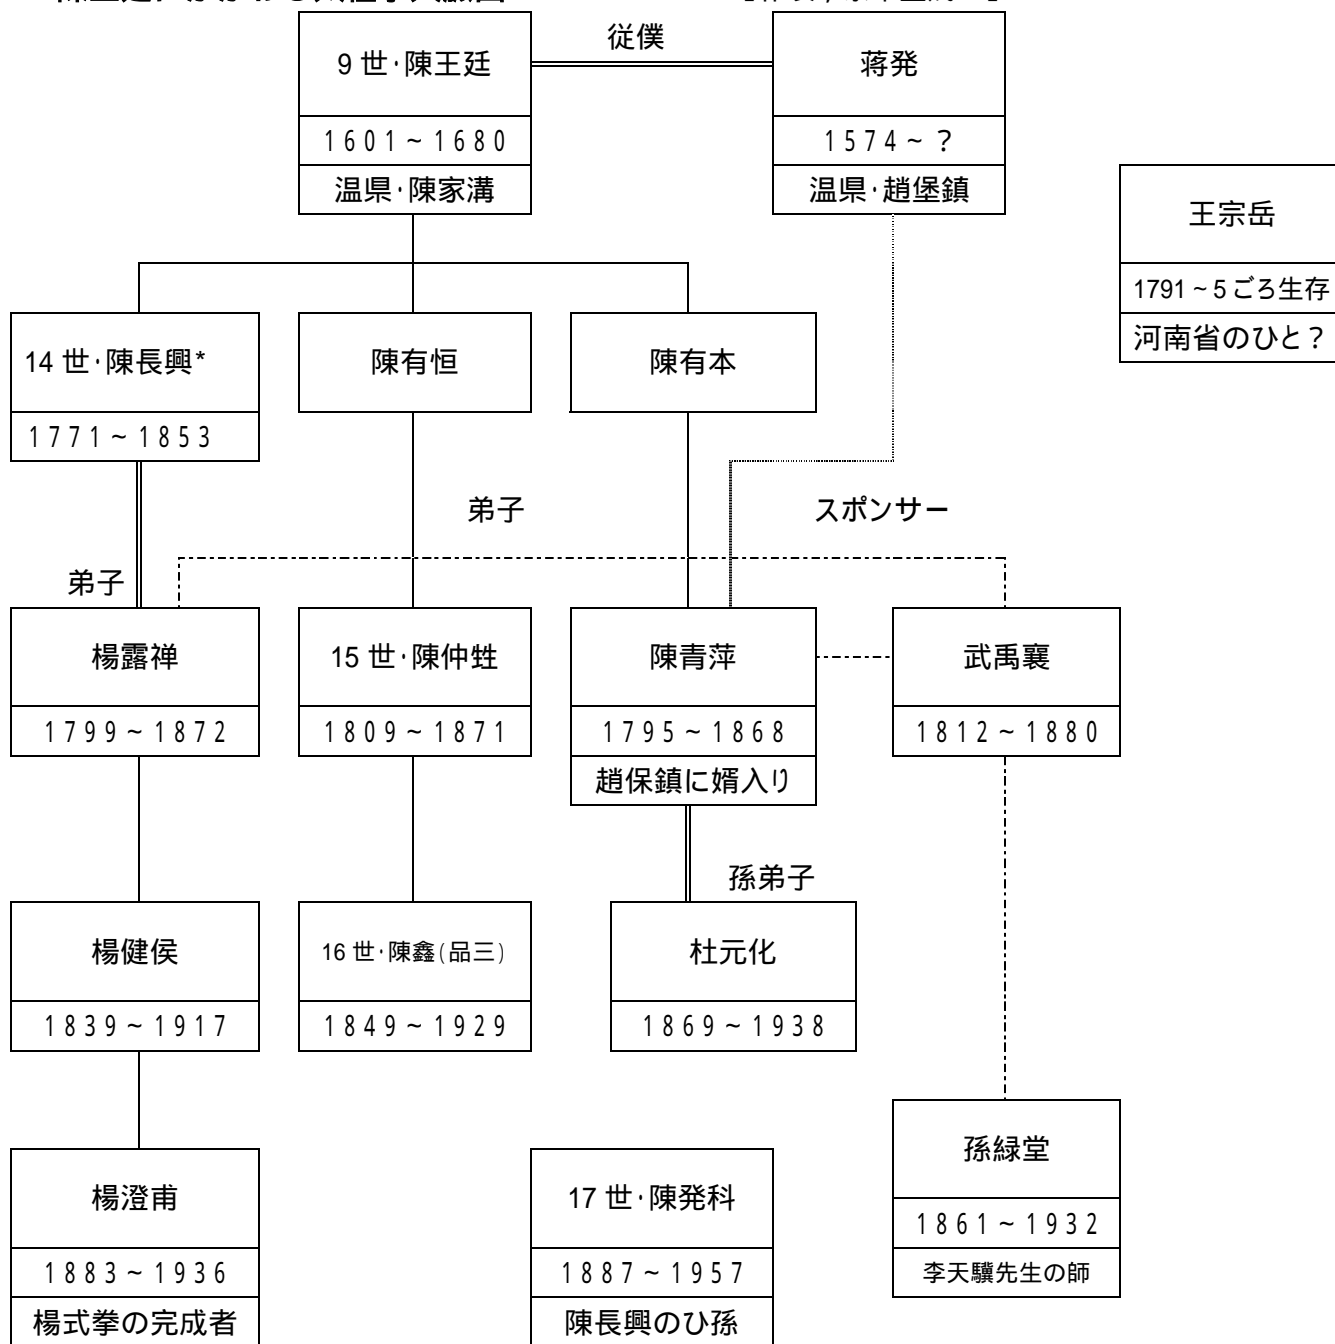 従僕
9世・陳王廷
蒋発
1601~1680
1574~?
温県・陳家溝
温県・趙堡鎮
王宗岳
1791~5ごろ生存
河南省のひと?
14世・陳長興*
陳有恒
陳有本
1771~1853
弟子
スポンサー
弟子
楊露禅
15世・陳仲甡
陳青萍
武禹襄
1799~1872
1809~1871
1795~1868
1812~1880
趙保鎮に婿入り
孫弟子
楊健侯
16世・陳鑫(品三)
杜元化
1839~1917
1849~1929
1869~1938
孫緑堂
楊澄甫
17世・陳発科
1861~1932
1883~1936
1887~1957
李天驥先生の師
楊式拳の完成者
陳長興のひ孫